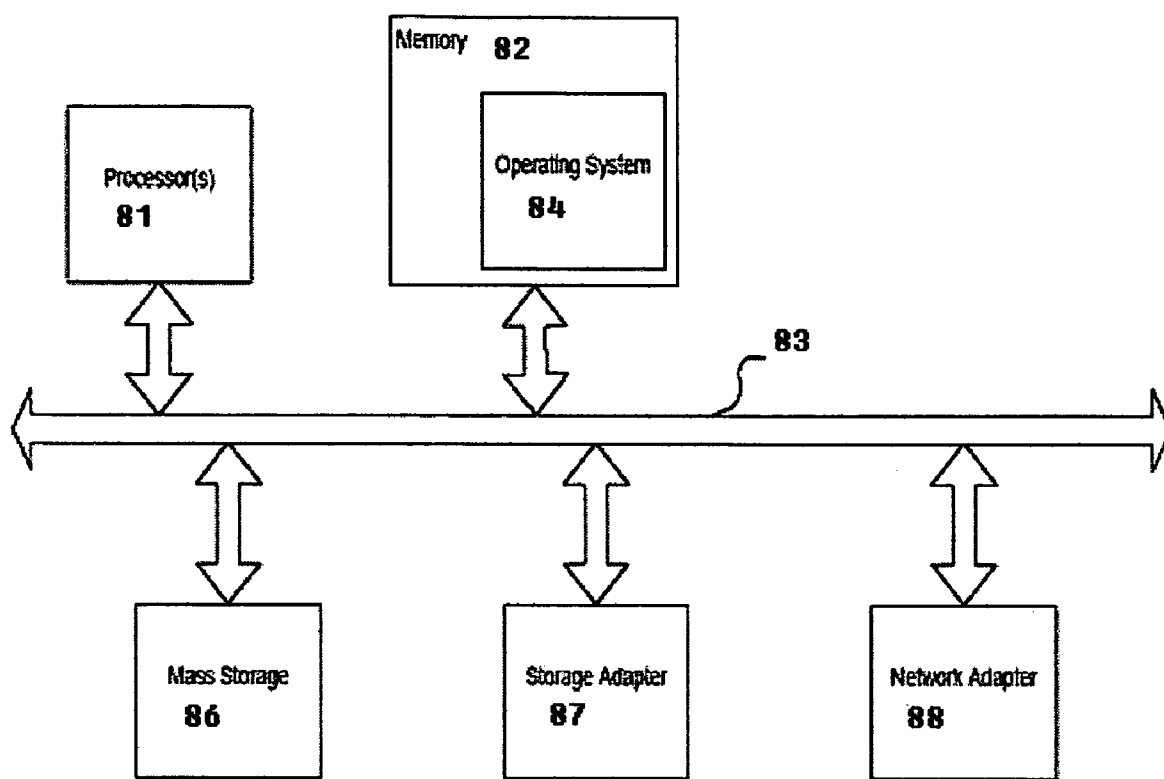 Memory 82
Operating System
84
Processor(s)
81
83
Mass Storage
86
Storage Adapter
87
Network Adapter
88